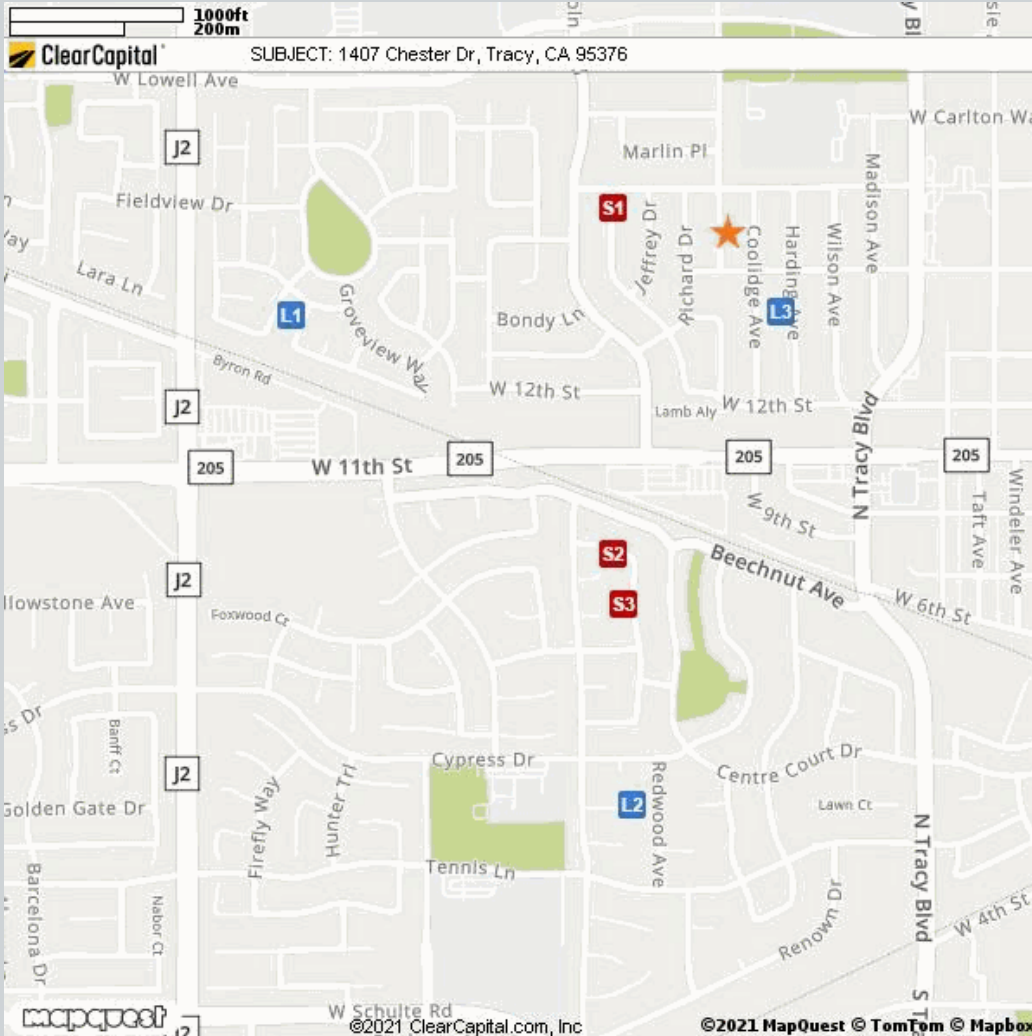 1000ft
200m
ClearCapital
SUBJECT: 1407 Chester Dr, Tracy, CA 95376
W Lowell Ave
W Carlton Wa
J2
Marlin Pl
Madison Ave
Fieldview Dr
S1
Jeffrey Dr
Richard Dr
Coolidge Ave
Harding Ave
Wilson Ave
Lara Ln
L1
Groveview Way
Bondy Ln
L3
Byron Rd
W 12th St
J2
Lamb Aly
W 12th St
N Tracy Blvd
205
W 11th St
205
205
205
W 9th St
Taft Ave
Windeler Ave
S2
J2
Beechnut Ave
llowstone Ave
Foxwood Ct
S3
W 6th St
ss Dr
Banff Ct
J2
Cypress Dr
Centre Court Dr
Golden Gate Dr
Firefly Way
Hunter Trl
L2
Redwood Ave
Lawn Ct
Tennis Ln
N Tracy Blvd
Barcelona Dr
Nabor Ct
Renown Dr
W 4th St
mapquest
J2
W Schulte Rd
©2021 ClearCapital.com, Inc
©2021 MapQuest © TomTom © Mapbox